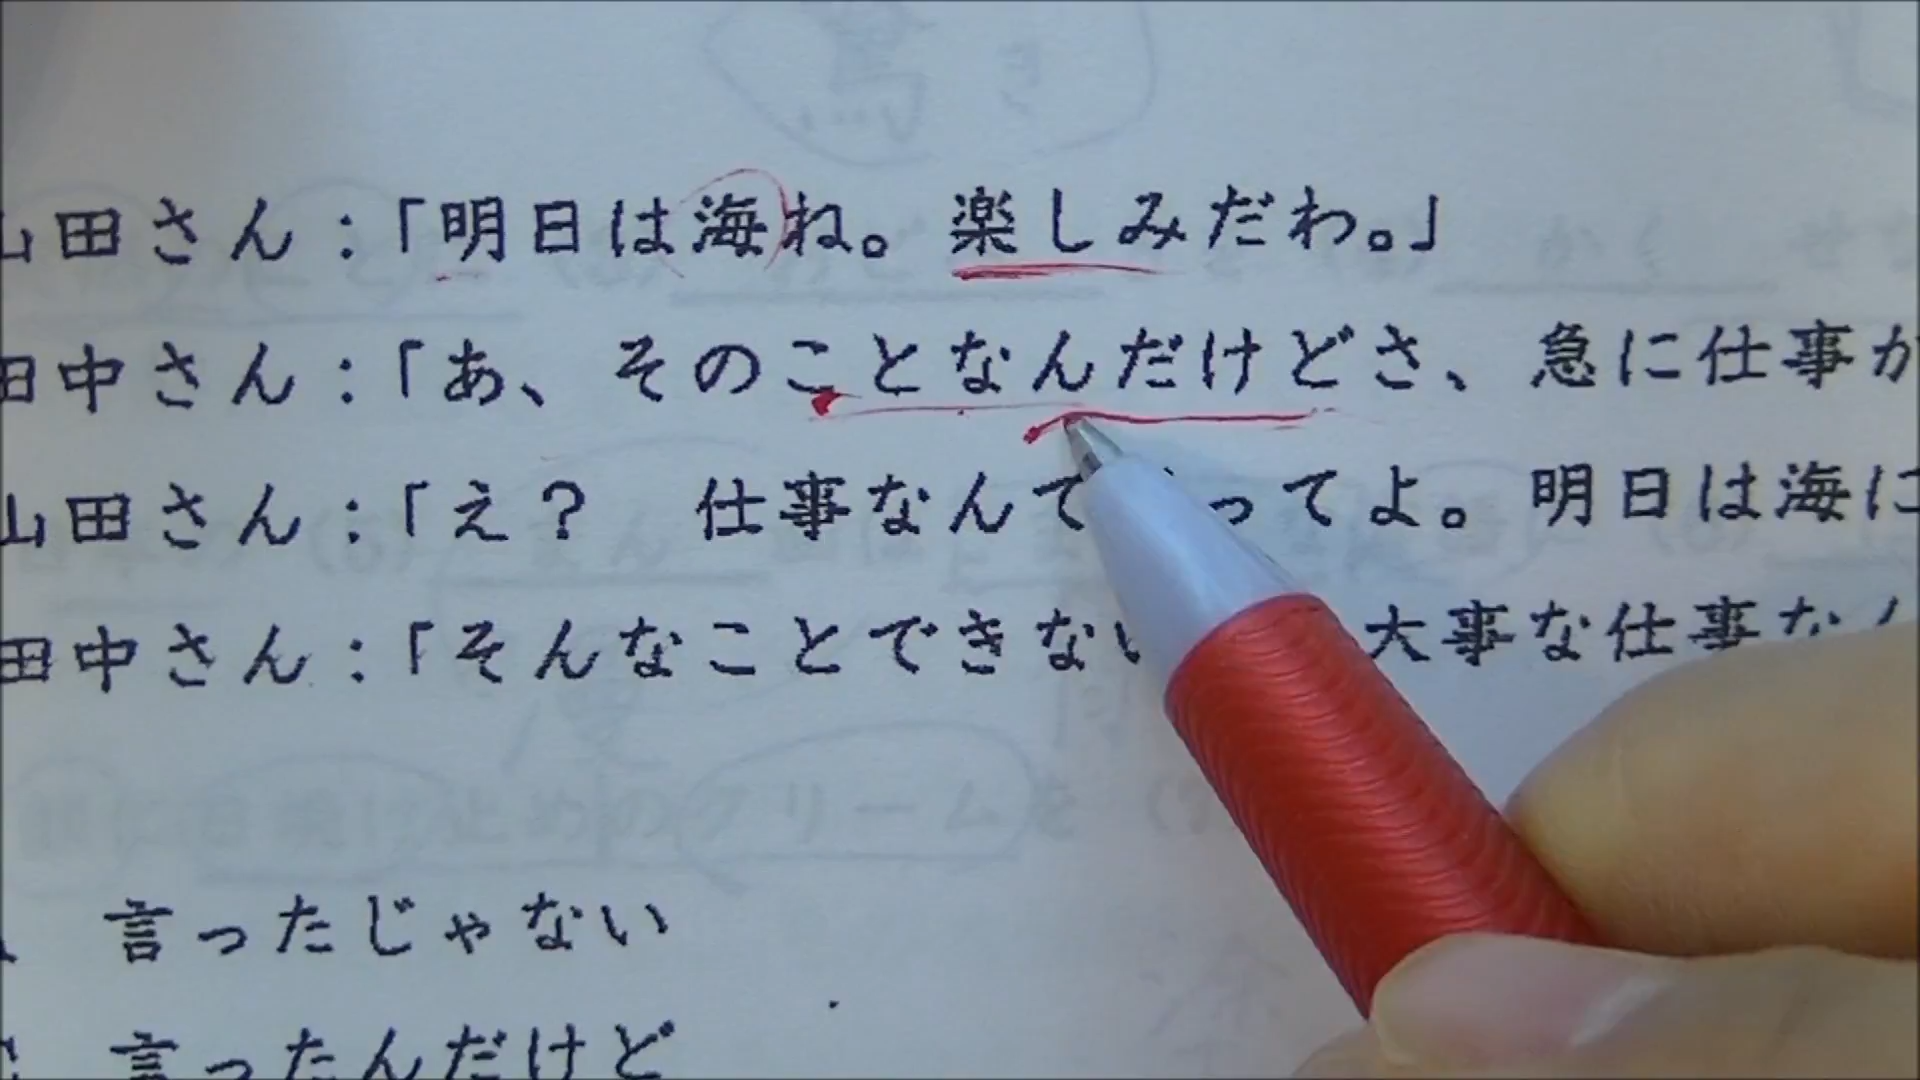 山田さん：「明日は海ね。楽しみだわ。」
田中さん：「あ、そのことなんだけどさ、急に仕事が
山田さん：「え？　仕事なんて　ってよ。明日は海に
田中さん：「そんなことできない　大事な仕事なん
言ったじゃない
言ったんだけど